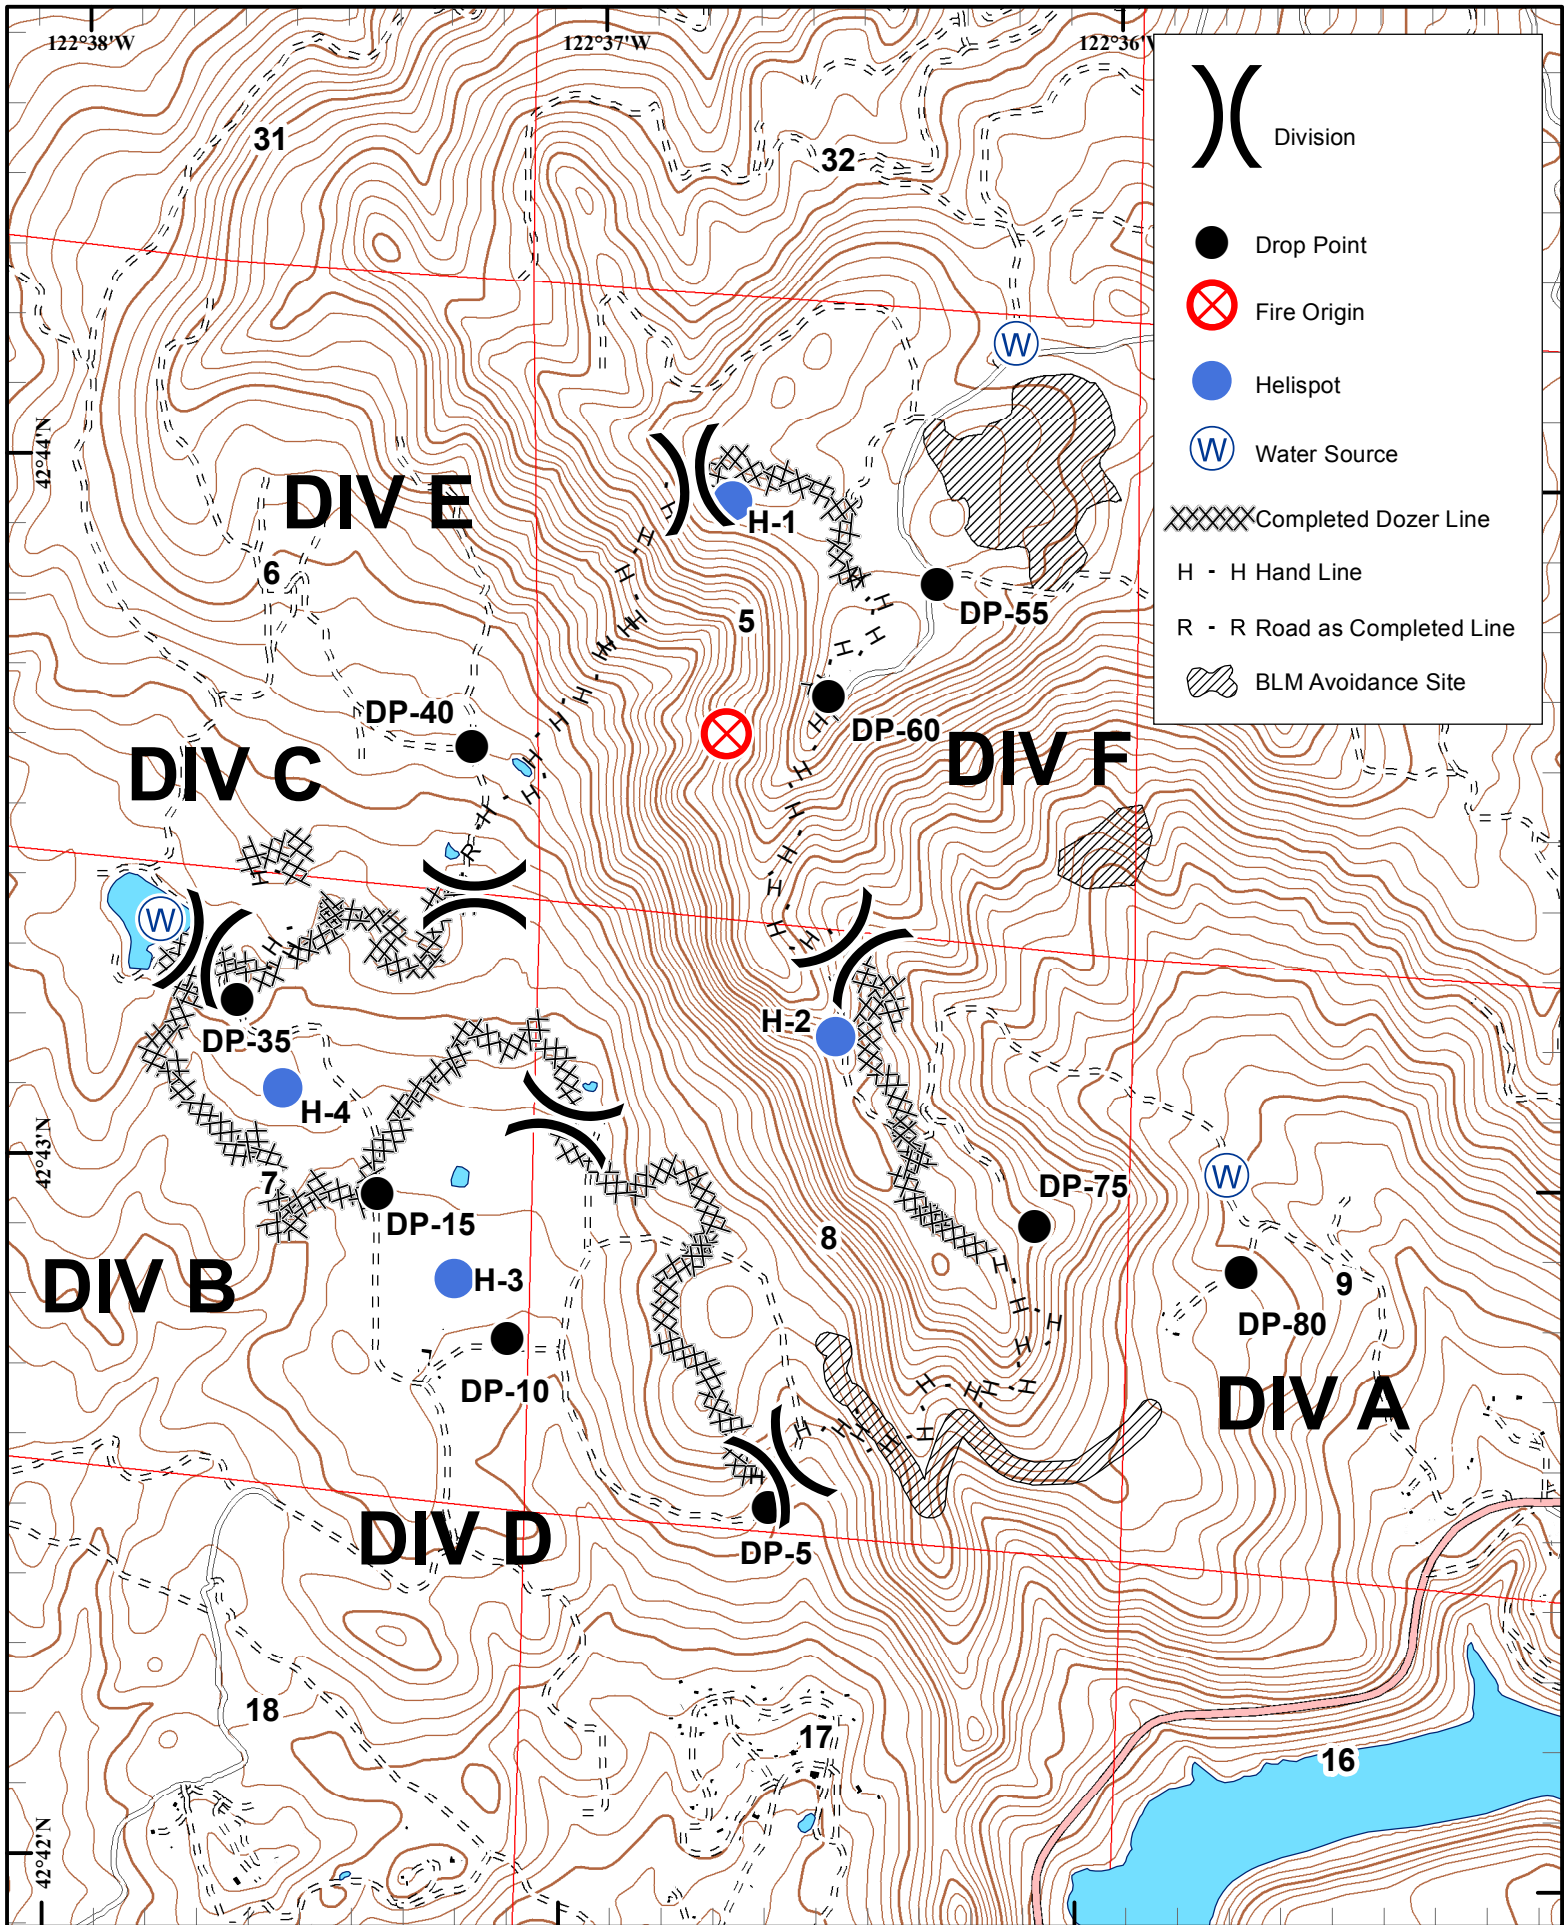 122°38'W
122°37'W
122°36'
Division
Drop Point
Fire Origin
Helispot
W Water Source
Completed Dozer Line
H - H Hand Line
R - R Road as Completed Line
BLM Avoidance Site
31
32
W
42°44'N
DIV E
H-1
6
5
DP-55
DP-40
DP-60
DIV C
DIV F
R
W
DP-35
H-2
H-4
42°43'N
7
DP-15
DP-75
W
8
H-3
DIV B
9
DP-80
DP-10
DIV A
DIV D
DP-5
18
17
16
42°42'N